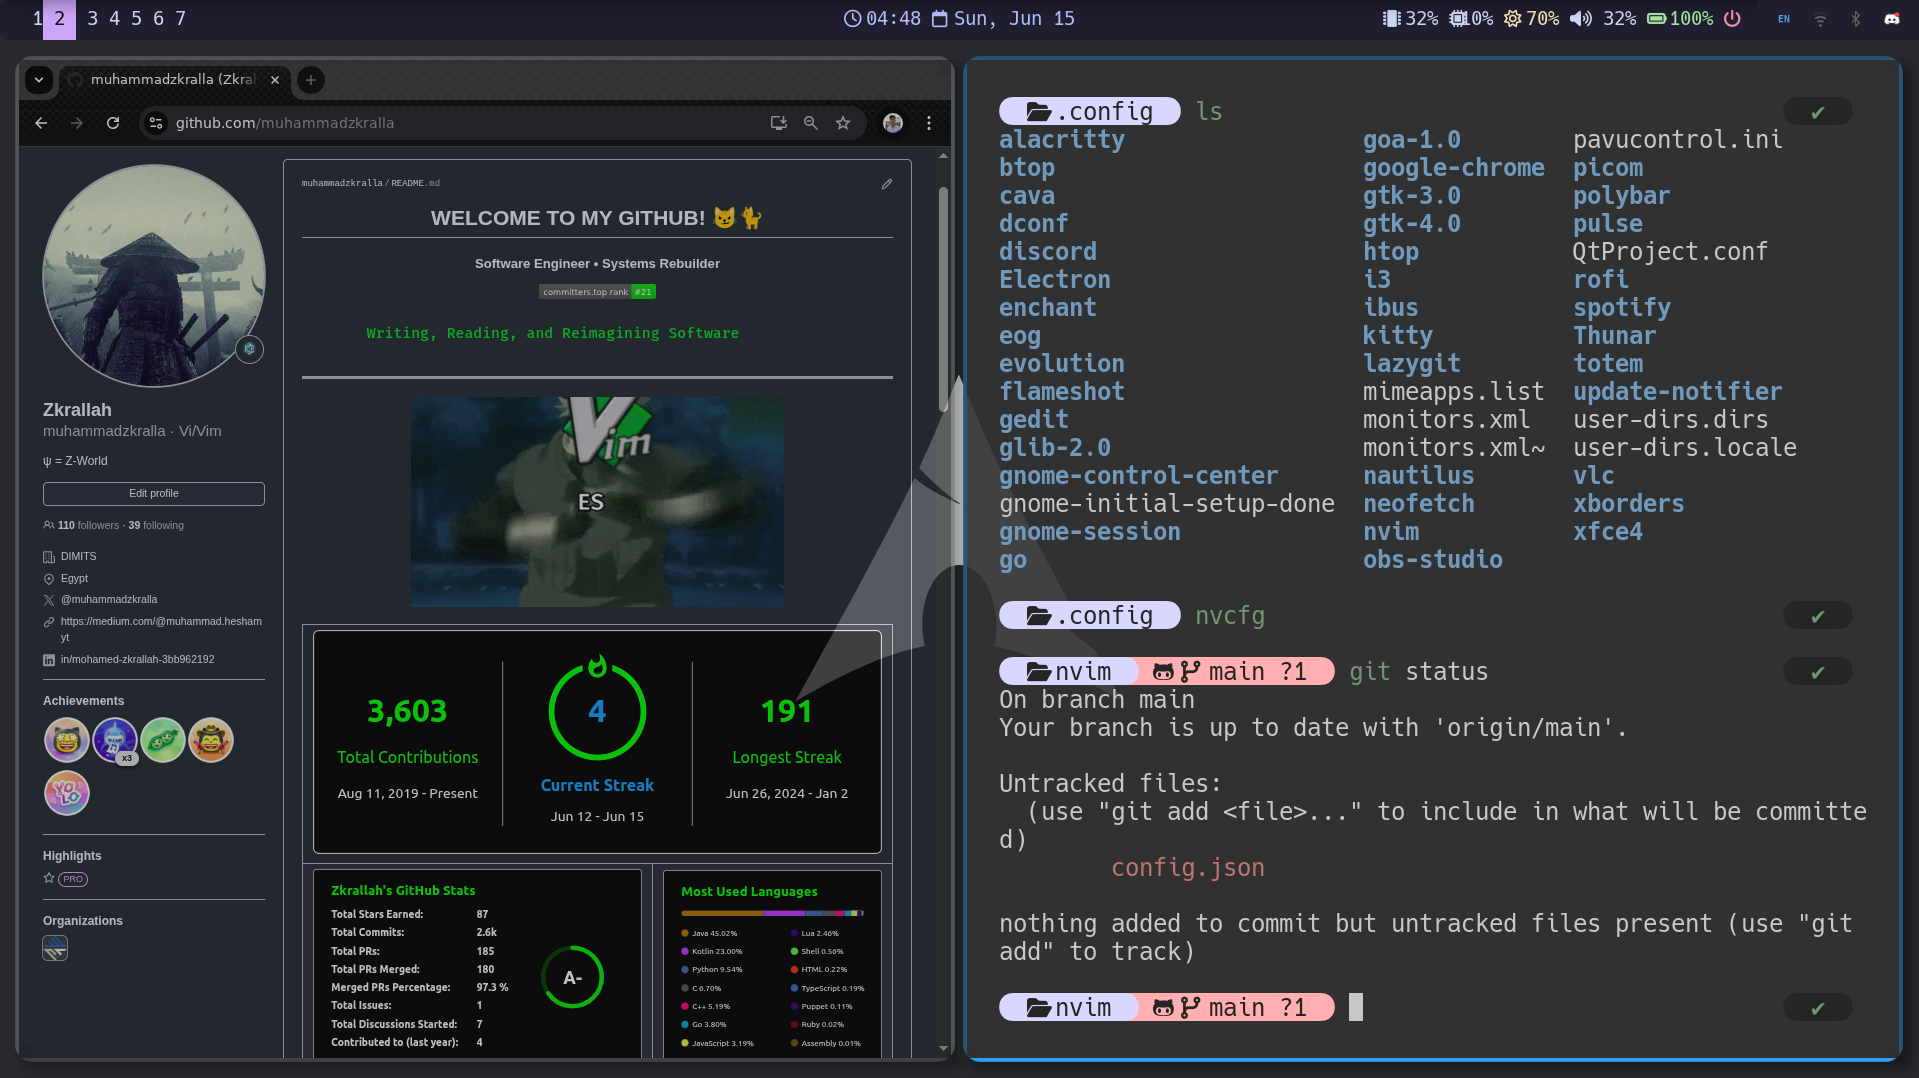 1 2 3 4 5 6 7
04:48 Sun, Jun 15
32% 10% 70% 32% 100% EN
muhammadzkralla (Zkral
github.com/muhammadzkralla
muhammadzkralla/README.md
WELCOME TO MY GITHUB!
Software Engineer • Systems Rebuilder
committers.top rank #21
Writing, Reading, and Reimagining Software
Vim
ES
Zkrallah
muhammadzkralla · Vi/Vim
ψ = Z-World
Edit profile
110 followers · 39 following
DIMITS
Egypt
@muhammadzkralla
https://medium.com/@muhammad.hesham
yt
in/mohamed-zkrallah-3bb962192
Achievements
x3
YOLO
Highlights
PRO
Organizations
3,603
Total Contributions
Aug 11, 2019 - Present
4
Current Streak
Jun 12 - Jun 15
191
Longest Streak
Jun 26, 2024 - Jan 2
Zkrallah's GitHub Stats
Total Stars Earned: 87
Total Commits: 2.6k
Total PRs: 185
Total PRs Merged: 180
Merged PRs Percentage: 97.3 %
Total Issues: 1
Total Discussions Started: 7
Contributed to (last year): 4
A-
Most Used Languages
Java 45.02%
Kotlin 23.00%
Python 9.54%
C 6.70%
C++ 5.19%
Go 3.80%
JavaScript 3.19%
Lua 2.46%
Shell 0.56%
HTML 0.22%
TypeScript 0.19%
Puppet 0.11%
Ruby 0.02%
Assembly 0.01%
.config ls ✔
alacritty goa-1.0 pavucontrol.ini
btop google-chrome picom
cava gtk-3.0 polybar
dconf gtk-4.0 pulse
discord htop QtProject.conf
Electron i3 rofi
enchant ibus spotify
eog kitty Thunar
evolution lazygit totem
flameshot mimeapps.list update-notifier
gedit monitors.xml user-dirs.dirs
glib-2.0 monitors.xml~ user-dirs.locale
gnome-control-center nautilus vlc
gnome-initial-setup-done neofetch xborders
gnome-session nvim xfce4
go obs-studio
.config nvcfg ✔
nvim main ?1 git status ✔
On branch main
Your branch is up to date with 'origin/main'.
Untracked files:
(use "git add <file>..." to include in what will be committe
d)
config.json
nothing added to commit but untracked files present (use "git
add" to track)
nvim main ?1 ✔